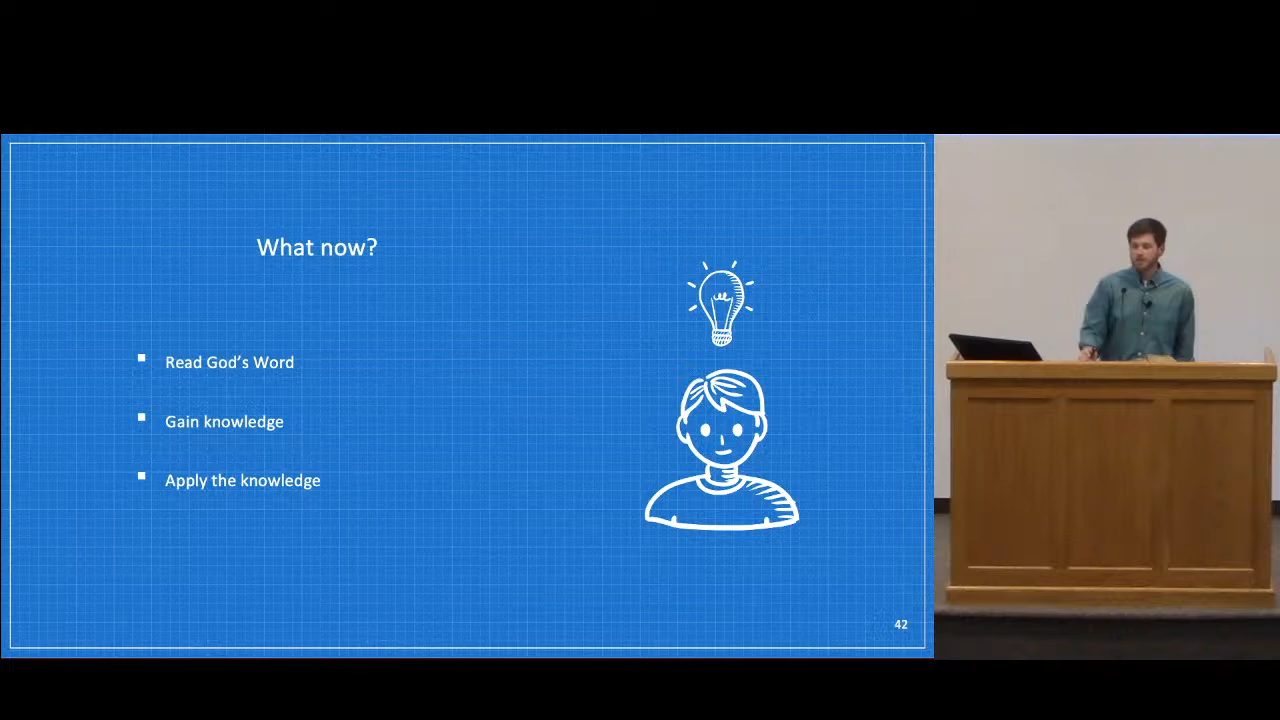 What now?
Read God’s Word
Gain knowledge
Apply the knowledge
42